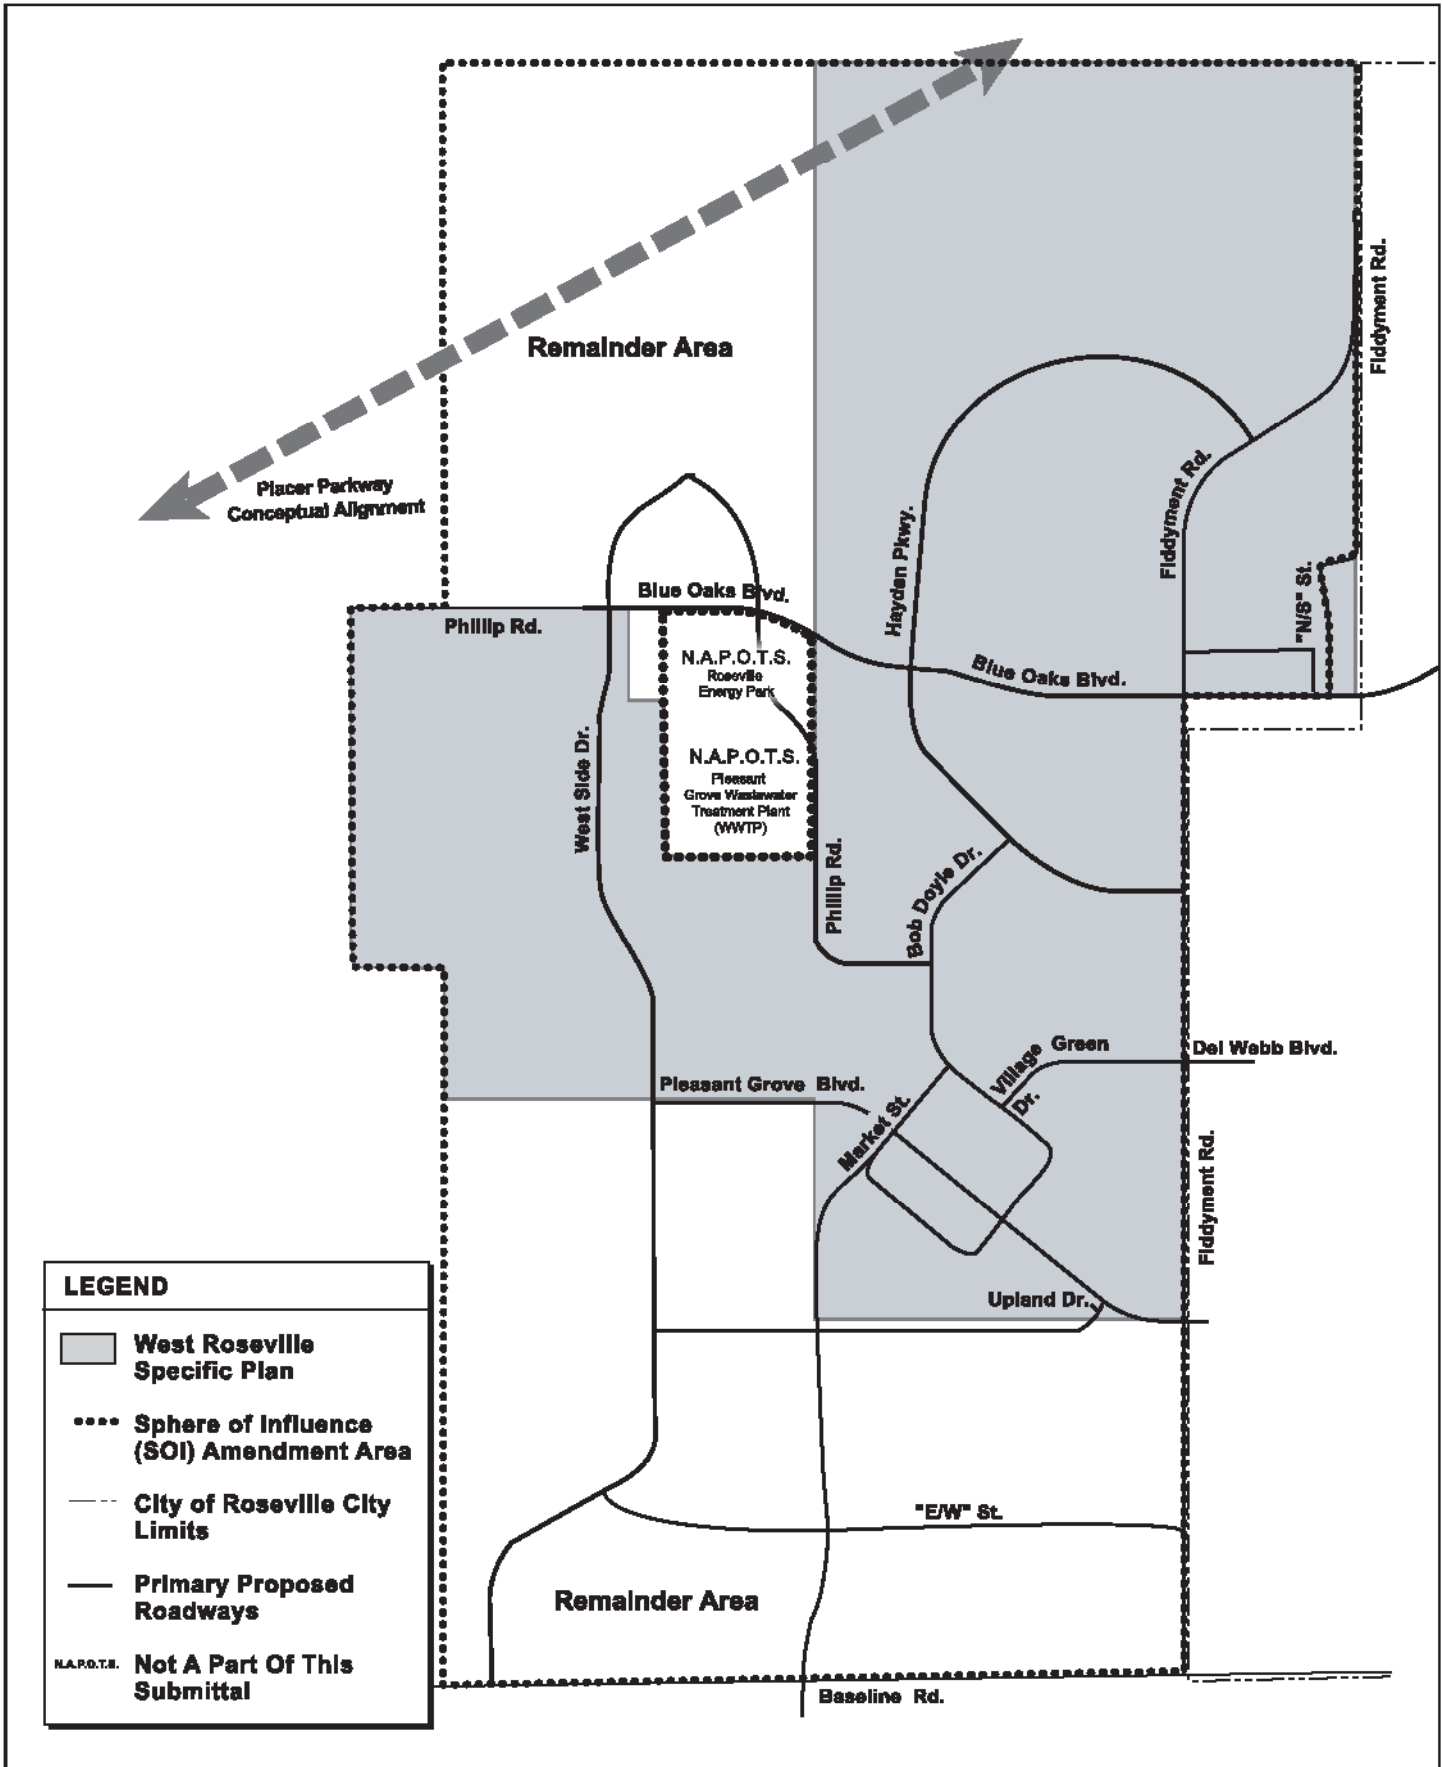 Fiddyment Rd.
Remainder Area
Placer Parkway
Conceptual Alignment
Fiddyment Rd.
Hayden Pkwy.
"N/S" St.
Blue Oaks Blvd.
Phillip Rd.
N.A.P.O.T.S.
Roseville
Energy Park
Blue Oaks Blvd.
West Side Dr.
N.A.P.O.T.S.
Pleasant
Grove Wastewater
Treatment Plant
(WWTP)
Phillip Rd.
Bob Doyle Dr.
Village Green
Dr.
Del Webb Blvd.
Pleasant Grove Blvd.
Market St.
Fiddyment Rd.
Upland Dr.
"E/W" St.
Remainder Area
Baseline Rd.
LEGEND
West Roseville
Specific Plan
Sphere of Influence
(SOI) Amendment Area
City of Roseville City
Limits
Primary Proposed
Roadways
N.A.P.O.T.S. Not A Part Of This
Submittal